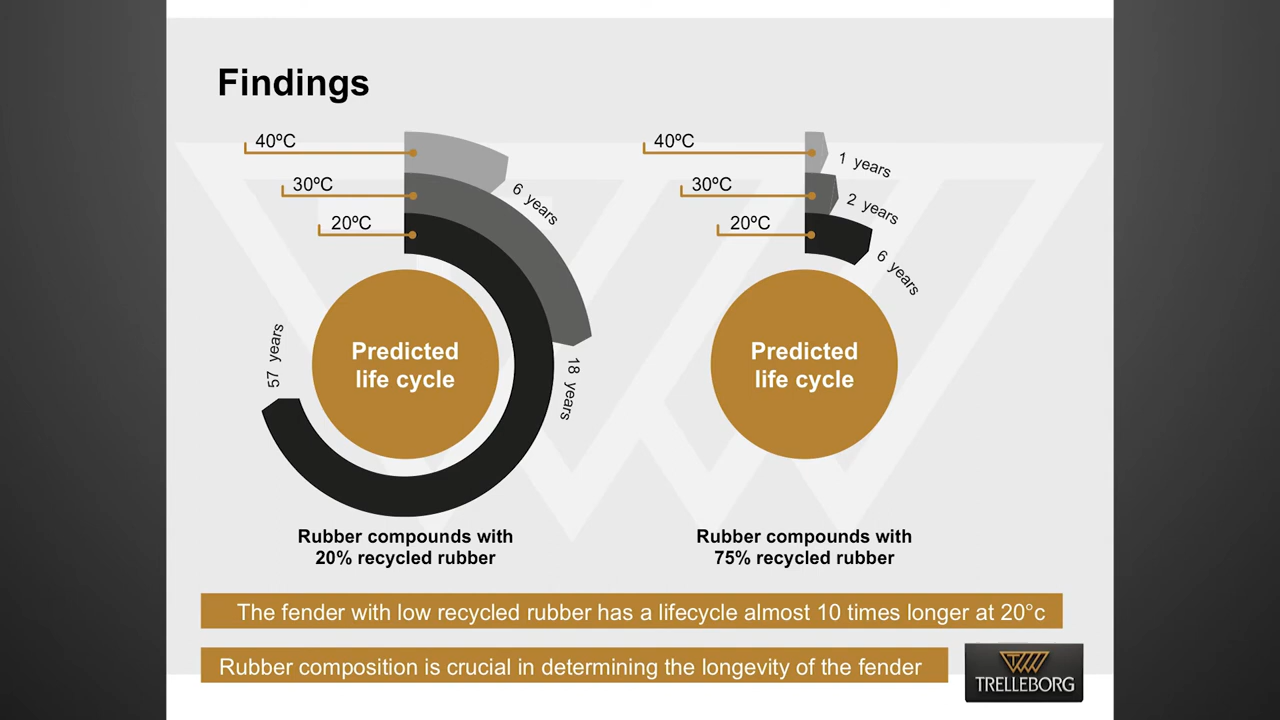 Findings
40ºC
30ºC
20ºC
6 years
18 years
57 years
Predicted
life cycle
Rubber compounds with
20% recycled rubber
40ºC
30ºC
20ºC
1 years
2 years
6 years
Predicted
life cycle
Rubber compounds with
75% recycled rubber
The fender with low recycled rubber has a lifecycle almost 10 times longer at 20°c
Rubber composition is crucial in determining the longevity of the fender
TRELLEBORG